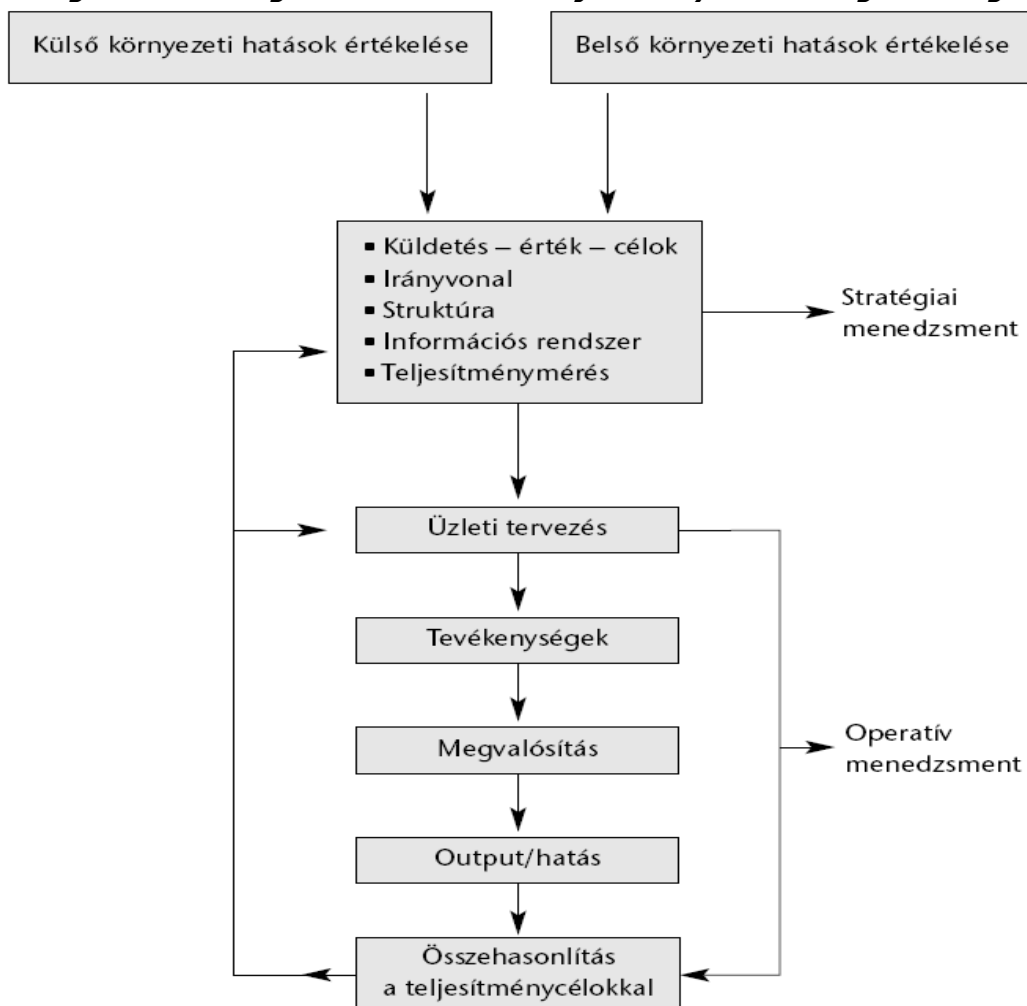 Külső környezeti hatások értékelése
Belső környezeti hatások értékelése
▪ Küldetés – érték – célok
▪ Irányvonal
▪ Struktúra
▪ Információs rendszer
▪ Teljesítménymérés
Stratégiai
menedzsment
Üzleti tervezés
Tevékenységek
Megvalósítás
Operatív
menedzsment
Output/hatás
Összehasonlítás
a teljesítménycélokkal